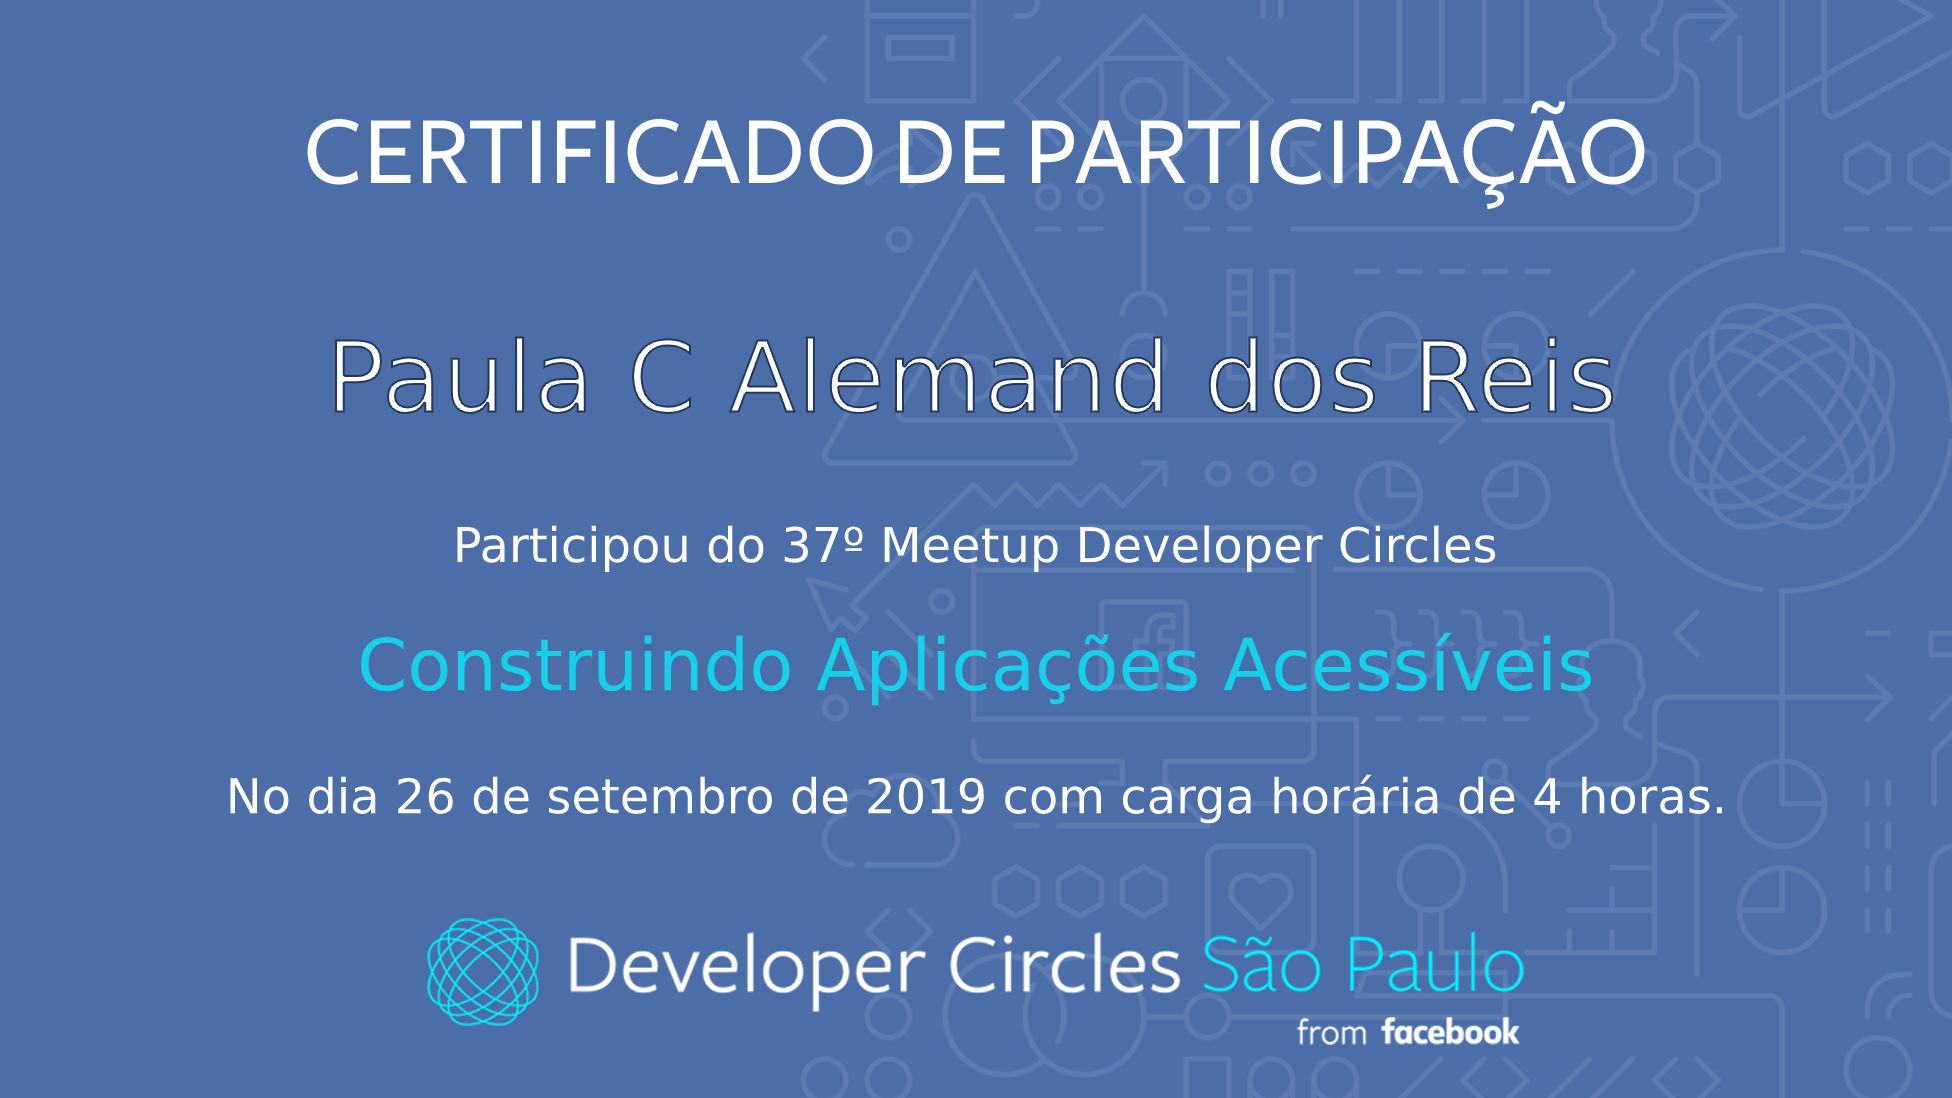 CERTIFICADO DE PARTICIPAÇÃO
Paula C Alemand dos Reis
Participou do 37º Meetup Developer Circles
Construindo Aplicações Acessíveis
No dia 26 de setembro de 2019 com carga horária de 4 horas.
Developer Circles São Paulo
from facebook